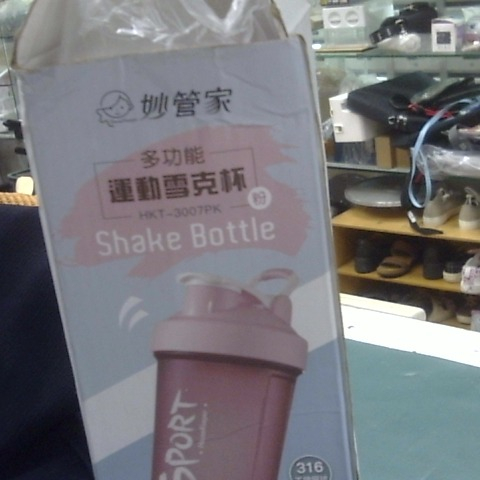 妙管家
多功能
運動雪克杯
粉
HKT-3007PK
Shake Bottle
SPORT
316